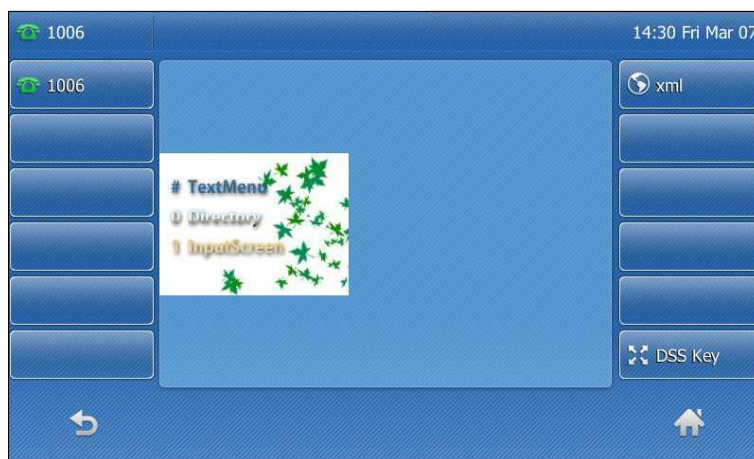 1006
14:30 Fri Mar 07
1006
xml
# TextMenu
0 Directory
1 InputScreen
DSS Key